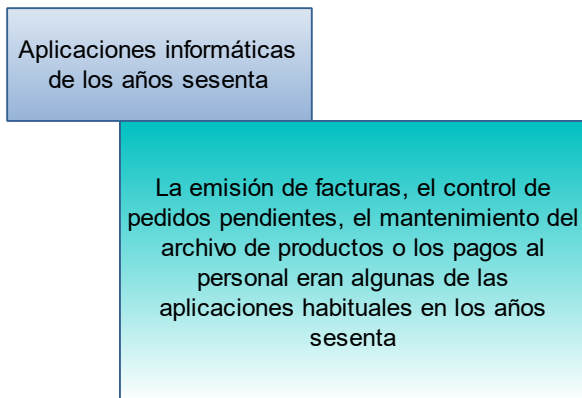 Aplicaciones informáticas
de los años sesenta
La emisión de facturas, el control de
pedidos pendientes, el mantenimiento del
archivo de productos o los pagos al
personal eran algunas de las
aplicaciones habituales en los años
sesenta